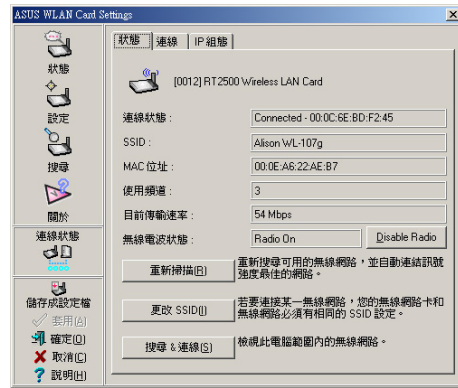 ASUS WLAN Card Settings
狀態
設定
搜尋
關於
連線狀態
儲存成設定檔
套用(A)
確定(O)
取消(C)
說明(H)
狀態 連線 IP 組態
[0012] RT2500 Wireless LAN Card
連線狀態 : Connected - 00:0C:6E:BD:F2:45
SSID : Alison WL-107g
MAC 位址 : 00:0E:A6:22:AE:B7
使用頻道 : 3
目前傳輸速率 : 54 Mbps
無線電波狀態 : Radio On Disable Radio
重新掃描(R) 重新搜尋可用的無線網路，並自動連結訊號
強度最佳的網路。
更改 SSID(I) 若要連接某一無線網路，您的無線網路卡和
無線網路必須有相同的 SSID 設定。
搜尋 & 連線(S) 檢視此電腦範圍內的無線網路。